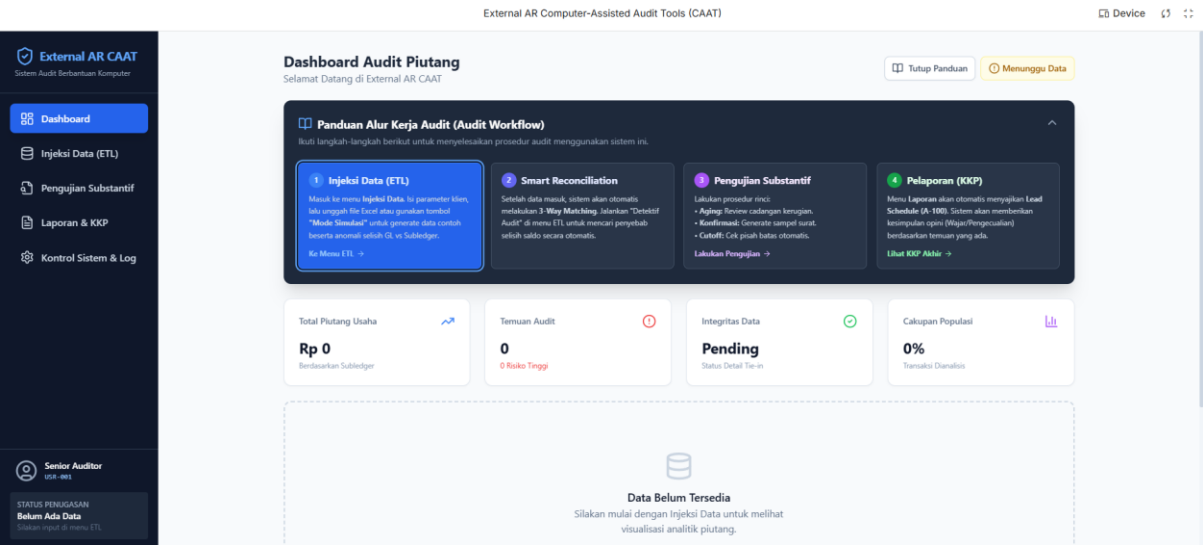 External AR Computer-Assisted Audit Tools (CAAT)
Device
External AR CAAT
Sistem Audit Berbantuan Komputer
Dashboard
Injeksi Data (ETL)
Pengujian Substantif
Laporan & KKP
Kontrol Sistem & Log
Senior Auditor
USR-001
STATUS PENUGASAN
Belum Ada Data
Silakan input di menu ETL
Dashboard Audit Piutang
Selamat Datang di External AR CAAT
Tutup Panduan
Menunggu Data
Panduan Alur Kerja Audit (Audit Workflow)
Ikuti langkah-langkah berikut untuk menyelesaikan prosedur audit menggunakan sistem ini.
1 Injeksi Data (ETL)
Masuk ke menu Injeksi Data. Isi parameter klien,
lalu unggah file Excel atau gunakan tombol
"Mode Simulasi" untuk generate data contoh
beserta anomali selisih GL vs Subledger.
Ke Menu ETL →
2 Smart Reconciliation
Setelah data masuk, sistem akan otomatis
melakukan 3-Way Matching. Jalankan "Detektif
Audit" di menu ETL untuk mencari penyebab
selisih saldo secara otomatis.
3 Pengujian Substantif
Lakukan prosedur rinci:
• Aging: Review cadangan kerugian.
• Konfirmasi: Generate sampel surat.
• Cutoff: Cek pisah batas otomatis.
Lakukan Pengujian →
4 Pelaporan (KKP)
Menu Laporan akan otomatis menyajikan Lead
Schedule (A-100). Sistem akan memberikan
kesimpulan opini (Wajar/Pengecualian)
berdasarkan temuan yang ada.
Lihat KKP Akhir →
Total Piutang Usaha
Rp 0
Berdasarkan Subledger
Temuan Audit
0
0 Risiko Tinggi
Integritas Data
Pending
Status Detail Tie-in
Cakupan Populasi
0%
Transaksi Dianalisis
Data Belum Tersedia
Silakan mulai dengan Injeksi Data untuk melihat
visualisasi analitik piutang.